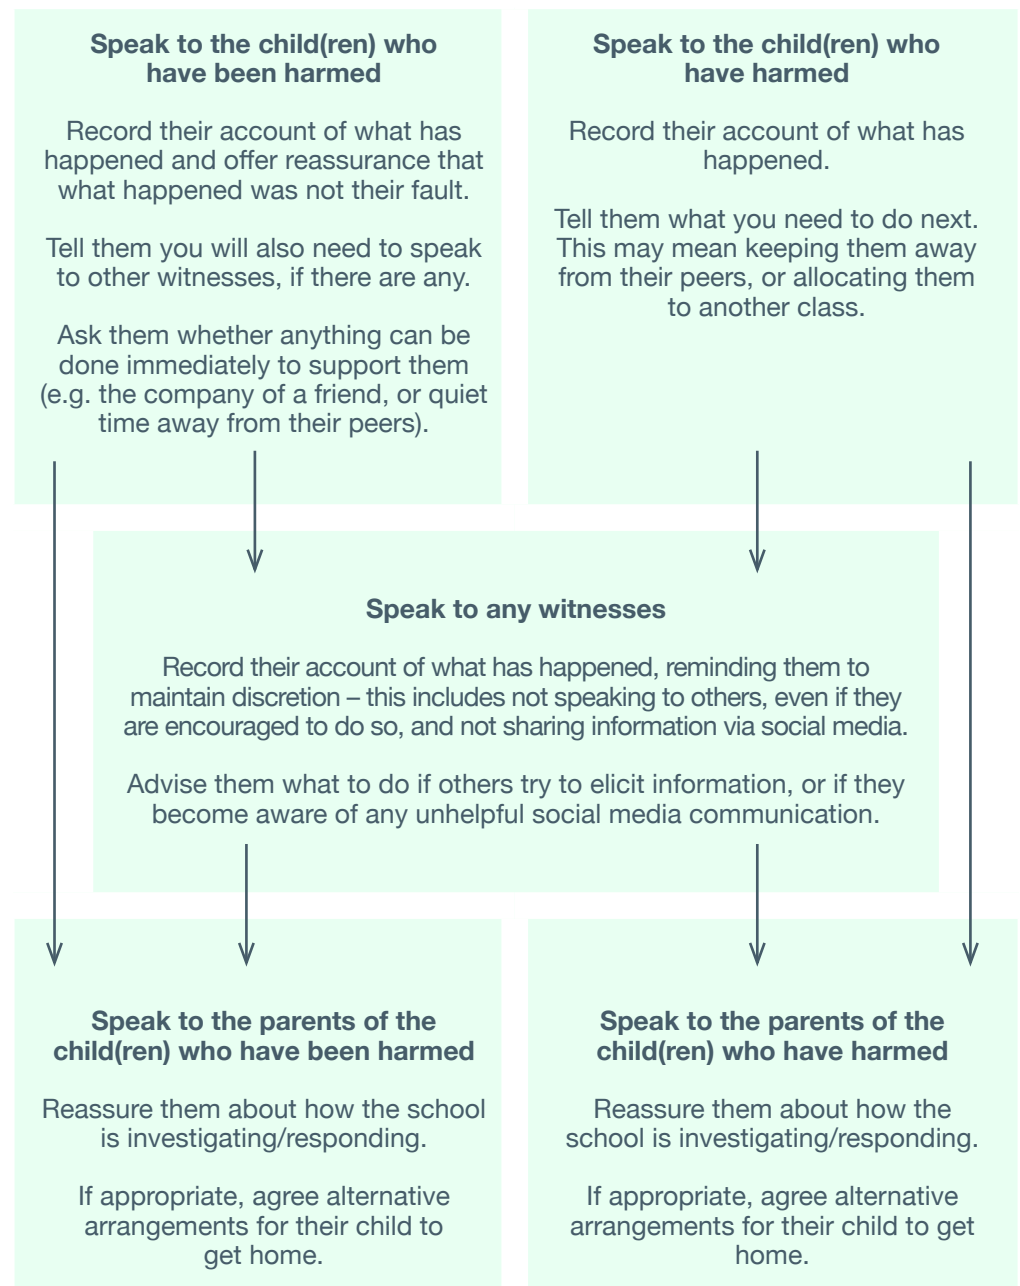 Speak to the child(ren) who
have been harmed
Record their account of what has
happened and offer reassurance that
what happened was not their fault.
Tell them you will also need to speak
to other witnesses, if there are any.
Ask them whether anything can be
done immediately to support them
(e.g. the company of a friend, or quiet
time away from their peers).
Speak to the child(ren) who
have harmed
Record their account of what has
happened.
Tell them what you need to do next.
This may mean keeping them away
from their peers, or allocating them
to another class.
Speak to any witnesses
Record their account of what has happened, reminding them to
maintain discretion – this includes not speaking to others, even if they
are encouraged to do so, and not sharing information via social media.
Advise them what to do if others try to elicit information, or if they
become aware of any unhelpful social media communication.
Speak to the parents of the
child(ren) who have been harmed
Reassure them about how the school
is investigating/responding.
If appropriate, agree alternative
arrangements for their child to
get home.
Speak to the parents of the
child(ren) who have harmed
Reassure them about how the
school is investigating/responding.
If appropriate, agree alternative
arrangements for their child to get
home.